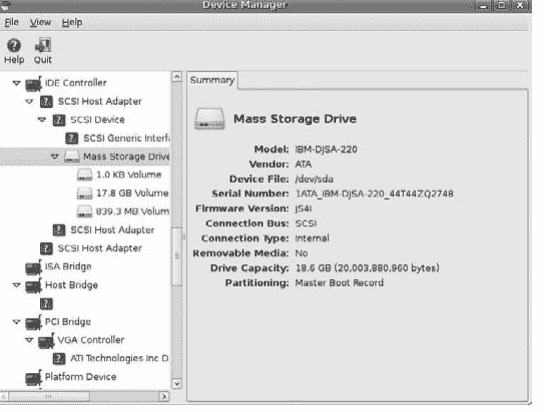 Device Manager
File View Help
Help Quit
IDE Controller
SCSI Host Adapter
SCSI Device
SCSI Generic Interf
Mass Storage Drive
1.0 KB Volume
17.8 GB Volume
839.3 MB Volum
SCSI Host Adapter
SCSI Host Adapter
ISA Bridge
Host Bridge
PCI Bridge
VGA Controller
ATI Technologies Inc D
Platform Device
Summary
Mass Storage Drive
Model: IBM-DJSA-220
Vendor: ATA
Device File: /dev/sda
Serial Number: 1ATA_IBM-DJSA-220_44T44ZQ2748
Firmware Version: JS4I
Connection Bus: SCSI
Connection Type: Internal
Removable Media: No
Drive Capacity: 18.6 GB (20,003,880,960 bytes)
Partitioning: Master Boot Record